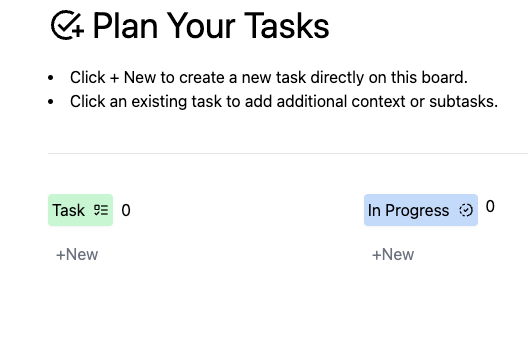 Plan Your Tasks
• Click + New to create a new task directly on this board.
• Click an existing task to add additional context or subtasks.
Task 0
In Progress 0
+New
+New